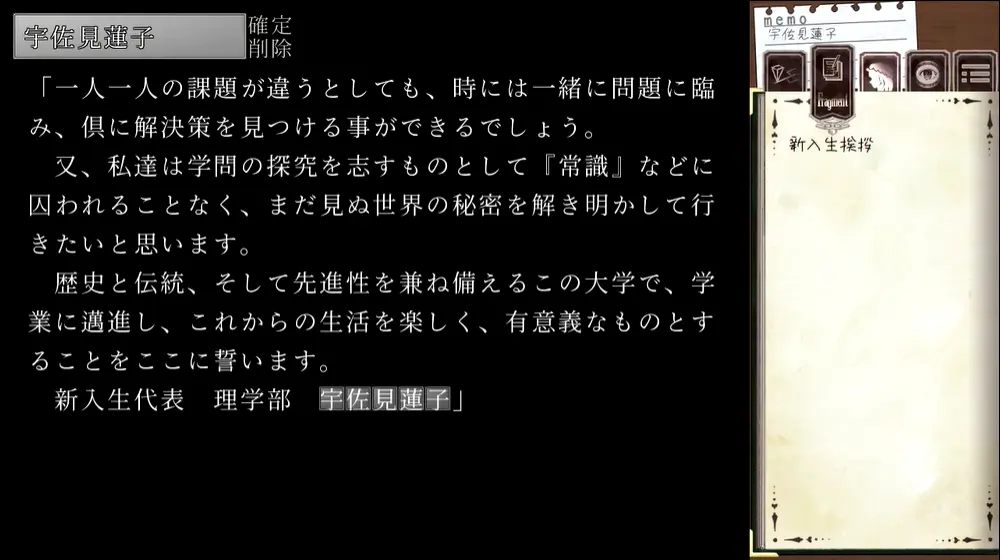 宇佐見蓮子
確定
削除
「一人一人の課題が違うとしても、時には一緒に問題に臨
み、倶に解決策を見つける事ができるでしょう。
又、私達は学問の探究を志すものとして『常識』などに
囚われることなく、まだ見ぬ世界の秘密を解き明かして行
きたいと思います。
歴史と伝統、そして先進性を兼ね備えるこの大学で、学
業に邁進し、これからの生活を楽しく、有意義なものとす
ることをここに誓います。
新入生代表　理学部　宇佐見蓮子」
memo
宇佐見蓮子
Fragment
新入生挨拶